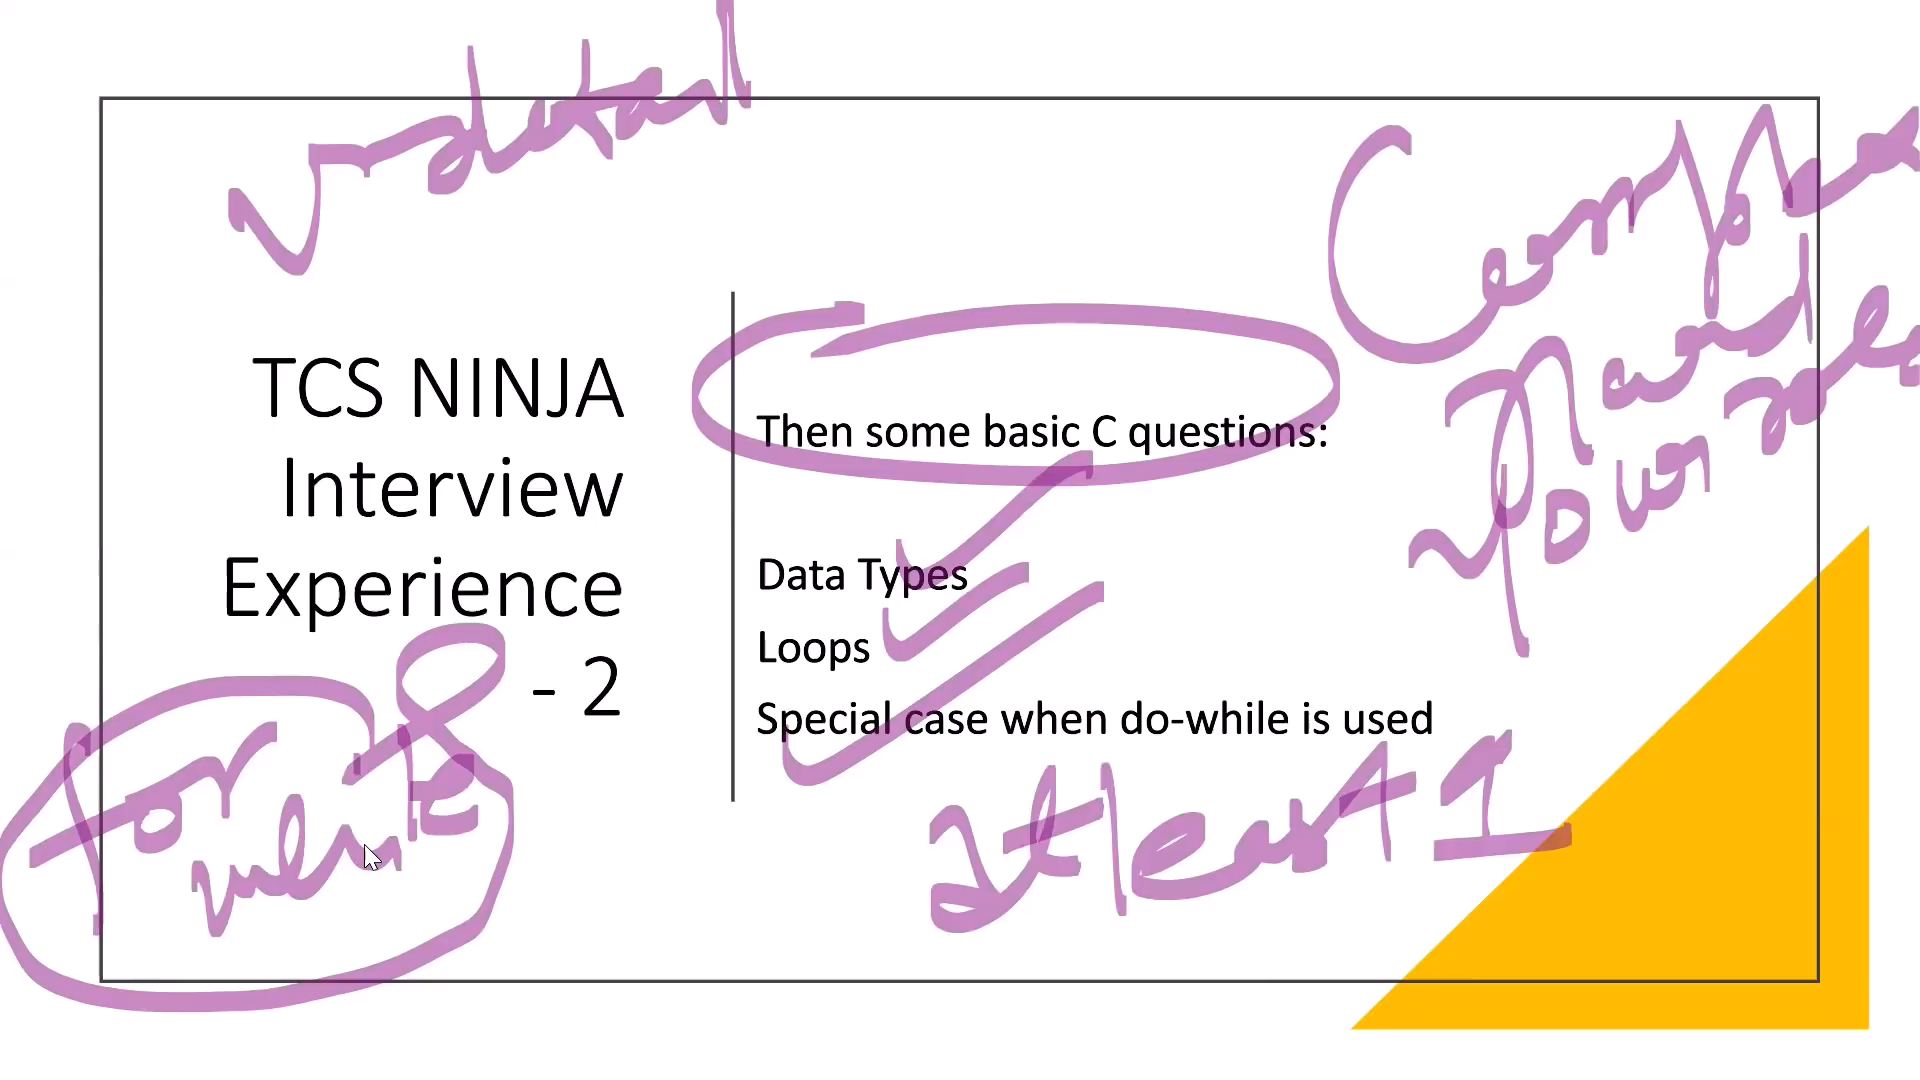 TCS NINJA
Interview
Experience
- 2
Then some basic C questions:
Data Types
Loops
Special case when do-while is used
atleast 1
for
while